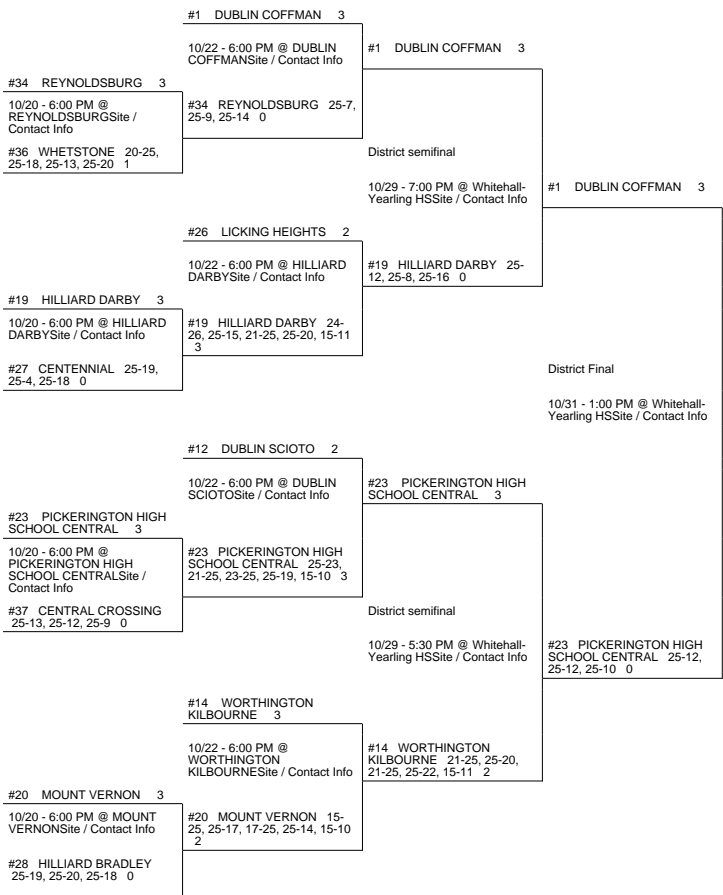 #1 DUBLIN COFFMAN 3
10/22 - 6:00 PM @ DUBLIN
COFFMANSite / Contact Info
#1 DUBLIN COFFMAN 3
#34 REYNOLDSBURG 3
10/20 - 6:00 PM @
REYNOLDSBURGSite /
Contact Info
#34 REYNOLDSBURG 25-7,
25-9, 25-14 0
#36 WHETSTONE 20-25,
25-18, 25-13, 25-20 1
District semifinal
10/29 - 7:00 PM @ Whitehall-
Yearling HSSite / Contact Info
#1 DUBLIN COFFMAN 3
#26 LICKING HEIGHTS 2
10/22 - 6:00 PM @ HILLIARD
DARBYSite / Contact Info
#19 HILLIARD DARBY 25-
12, 25-8, 25-16 0
#19 HILLIARD DARBY 3
10/20 - 6:00 PM @ HILLIARD
DARBYSite / Contact Info
#19 HILLIARD DARBY 24-
26, 25-15, 21-25, 25-20, 15-11
3
#27 CENTENNIAL 25-19,
25-4, 25-18 0
District Final
10/31 - 1:00 PM @ Whitehall-
Yearling HSSite / Contact Info
#12 DUBLIN SCIOTO 2
10/22 - 6:00 PM @ DUBLIN
SCIOTOSite / Contact Info
#23 PICKERINGTON HIGH
SCHOOL CENTRAL 3
#23 PICKERINGTON HIGH
SCHOOL CENTRAL 3
10/20 - 6:00 PM @
PICKERINGTON HIGH
SCHOOL CENTRALSite /
Contact Info
#23 PICKERINGTON HIGH
SCHOOL CENTRAL 25-23,
21-25, 23-25, 25-19, 15-10 3
#37 CENTRAL CROSSING
25-13, 25-12, 25-9 0
District semifinal
10/29 - 5:30 PM @ Whitehall-
Yearling HSSite / Contact Info
#23 PICKERINGTON HIGH
SCHOOL CENTRAL 25-12,
25-12, 25-10 0
#14 WORTHINGTON
KILBOURNE 3
10/22 - 6:00 PM @
WORTHINGTON
KILBOURNESite / Contact Info
#14 WORTHINGTON
KILBOURNE 21-25, 25-20,
21-25, 25-22, 15-11 2
#20 MOUNT VERNON 3
10/20 - 6:00 PM @ MOUNT
VERNONSite / Contact Info
#20 MOUNT VERNON 15-
25, 25-17, 17-25, 25-14, 15-10
2
#28 HILLIARD BRADLEY
25-19, 25-20, 25-18 0